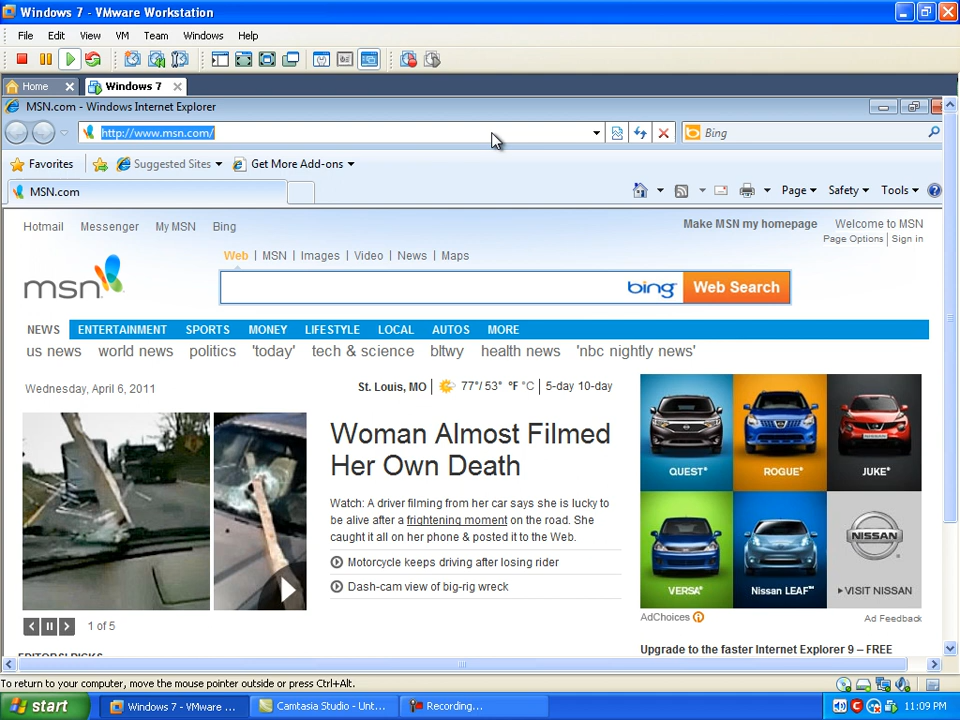 Windows 7 - VMware Workstation
File Edit View VM Team Windows Help
Home Windows 7
MSN.com - Windows Internet Explorer
http://www.msn.com/ Bing
Favorites Suggested Sites Get More Add-ons
MSN.com Page Safety Tools
Hotmail Messenger My MSN Bing Make MSN my homepage Welcome to MSN
Page Options Sign in
Web MSN Images Video News Maps
msn bing Web Search
NEWS ENTERTAINMENT SPORTS MONEY LIFESTYLE LOCAL AUTOS MORE
us news world news politics 'today' tech & science bltwy health news 'nbc nightly news'
Wednesday, April 6, 2011 St. Louis, MO 77°/ 53° °F °C 5-day 10-day
Woman Almost Filmed
Her Own Death
Watch: A driver filming from her car says she is lucky to
be alive after a frightening moment on the road. She
caught it all on her phone & posted it to the Web.
Motorcycle keeps driving after losing rider
Dash-cam view of big-rig wreck
QUEST® ROGUE® JUKE®
NISSAN
VERSA® Nissan LEAF™ VISIT NISSAN
AdChoices Ad Feedback
1 of 5
EDITORS' PICKS
Upgrade to the faster Internet Explorer 9 – FREE
To return to your computer, move the mouse pointer outside or press Ctrl+Alt.
start Windows 7 - VMware ... Camtasia Studio - Unt... Recording... 11:09 PM